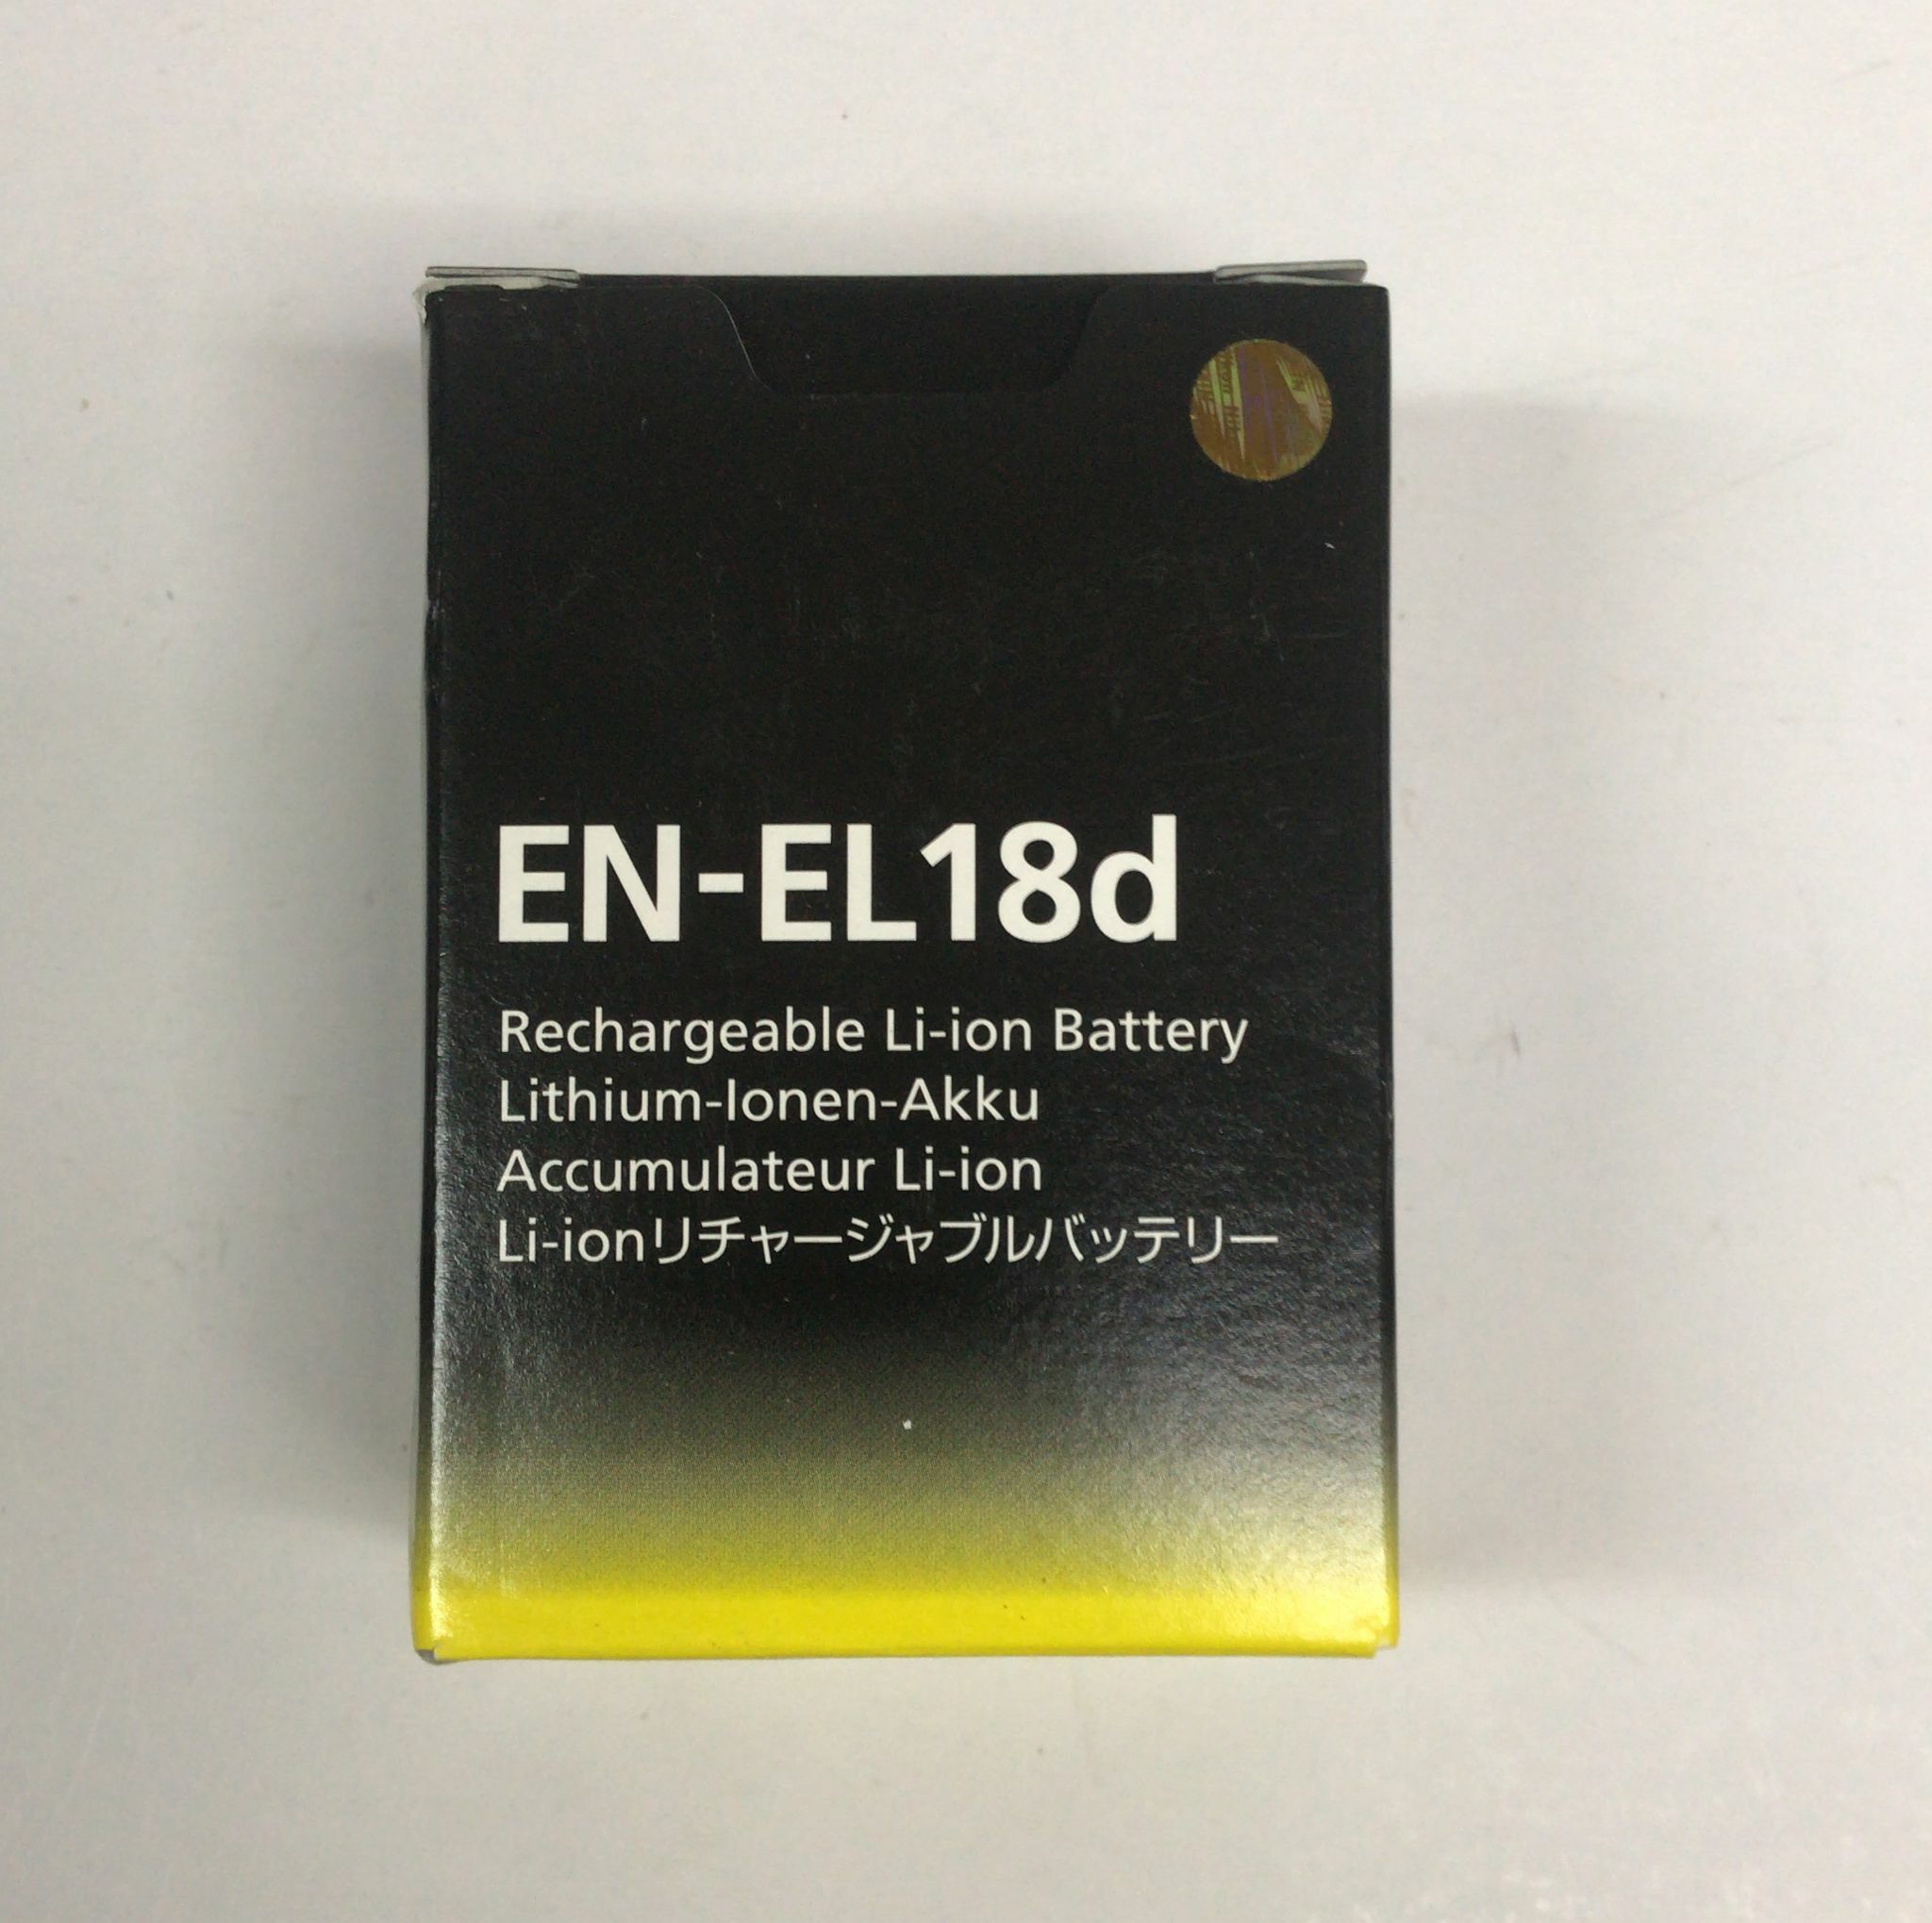 EN-EL18d
Rechargeable Li-ion Battery
Lithium-Ionen-Akku
Accumulateur Li-ion
Li-ionリチャージャブルバッテリー